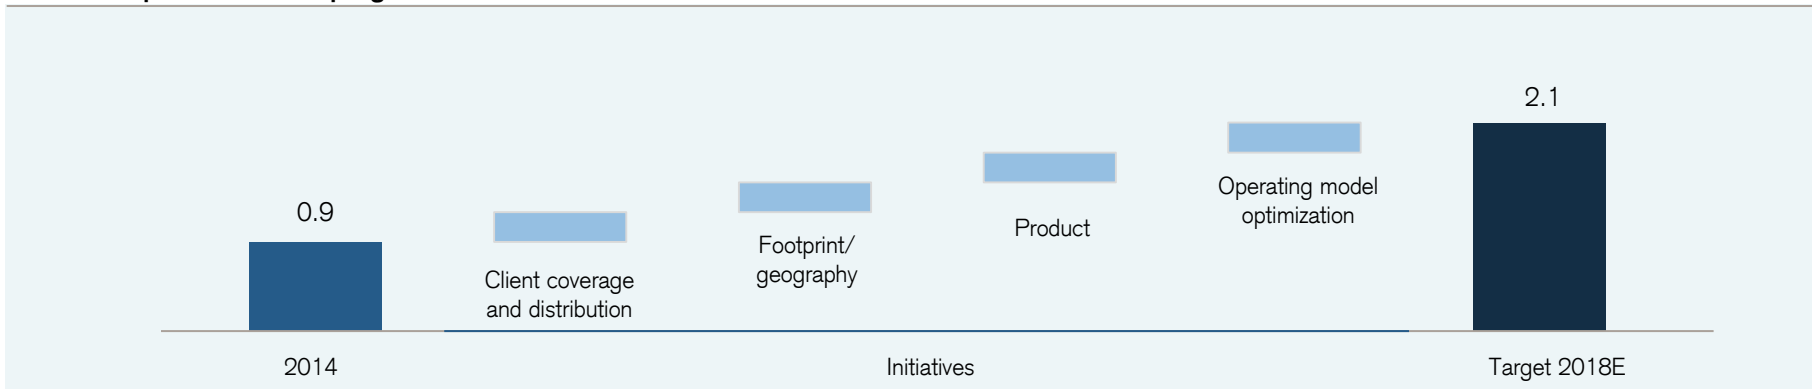 2.1
0.9
Client coverage
and distribution
Footprint/
geography
Product
Operating model
optimization
2014
Initiatives
Target 2018E